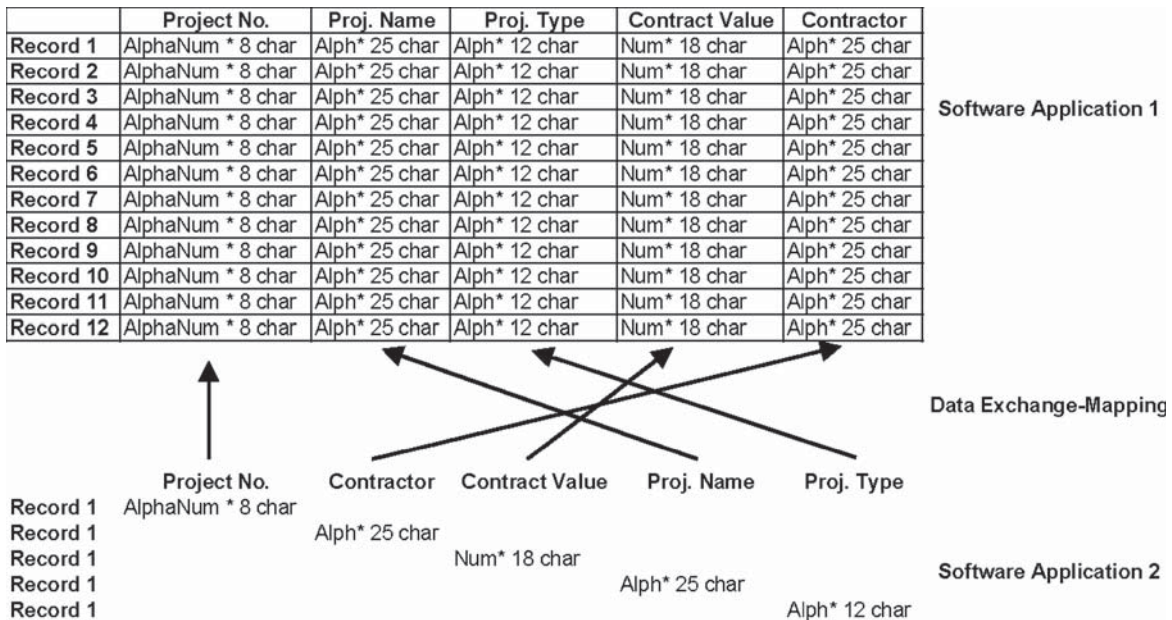 Project No. Proj. Name Proj. Type Contract Value Contractor
Record 1 AlphaNum * 8 char Alph* 25 char Alph* 12 char Num* 18 char Alph* 25 char
Record 2 AlphaNum * 8 char Alph* 25 char Alph* 12 char Num* 18 char Alph* 25 char
Record 3 AlphaNum * 8 char Alph* 25 char Alph* 12 char Num* 18 char Alph* 25 char
Record 4 AlphaNum * 8 char Alph* 25 char Alph* 12 char Num* 18 char Alph* 25 char
Record 5 AlphaNum * 8 char Alph* 25 char Alph* 12 char Num* 18 char Alph* 25 char
Record 6 AlphaNum * 8 char Alph* 25 char Alph* 12 char Num* 18 char Alph* 25 char
Record 7 AlphaNum * 8 char Alph* 25 char Alph* 12 char Num* 18 char Alph* 25 char
Record 8 AlphaNum * 8 char Alph* 25 char Alph* 12 char Num* 18 char Alph* 25 char
Record 9 AlphaNum * 8 char Alph* 25 char Alph* 12 char Num* 18 char Alph* 25 char
Record 10 AlphaNum * 8 char Alph* 25 char Alph* 12 char Num* 18 char Alph* 25 char
Record 11 AlphaNum * 8 char Alph* 25 char Alph* 12 char Num* 18 char Alph* 25 char
Record 12 AlphaNum * 8 char Alph* 25 char Alph* 12 char Num* 18 char Alph* 25 char
Software Application 1
Data Exchange-Mapping
Project No. Contractor Contract Value Proj. Name Proj. Type
Record 1 AlphaNum * 8 char
Record 1 Alph* 25 char
Record 1 Num* 18 char
Record 1 Alph* 25 char
Record 1 Alph* 12 char
Software Application 2